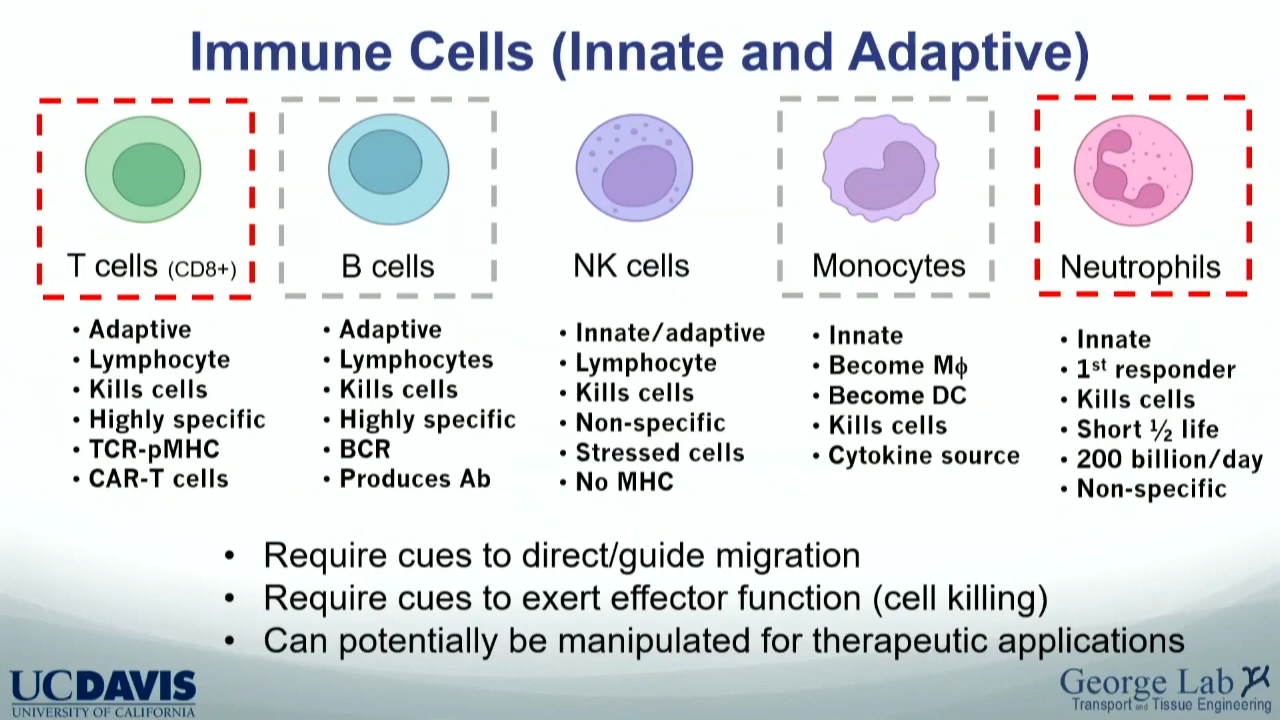 Immune Cells (Innate and Adaptive)
T cells (CD8+)
• Adaptive
• Lymphocyte
• Kills cells
• Highly specific
• TCR-pMHC
• CAR-T cells
B cells
• Adaptive
• Lymphocytes
• Kills cells
• Highly specific
• BCR
• Produces Ab
NK cells
• Innate/adaptive
• Lymphocyte
• Kills cells
• Non-specific
• Stressed cells
• No MHC
Monocytes
• Innate
• Become Mϕ
• Become DC
• Kills cells
• Cytokine source
Neutrophils
• Innate
• 1st responder
• Kills cells
• Short ½ life
• 200 billion/day
• Non-specific
• Require cues to direct/guide migration
• Require cues to exert effector function (cell killing)
• Can potentially be manipulated for therapeutic applications
UCDAVIS
UNIVERSITY OF CALIFORNIA
George Lab
Transport and Tissue Engineering